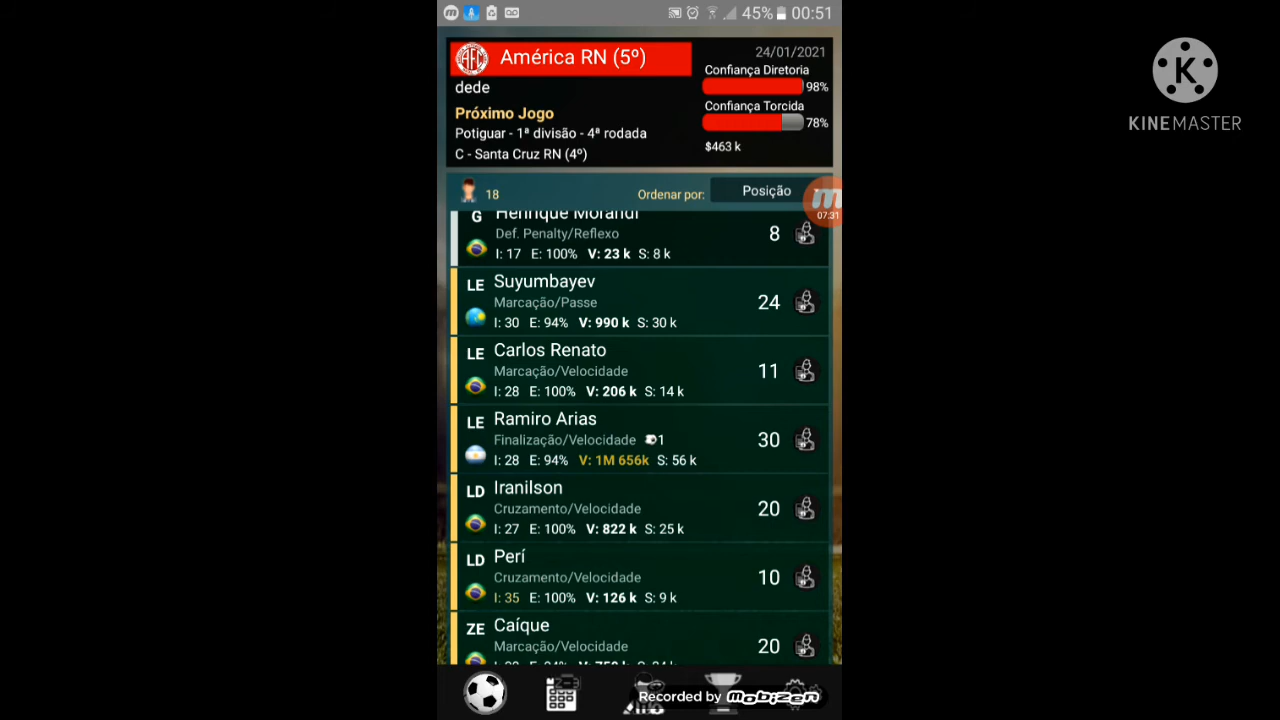 45% 00:51
América RN (5º)
24/01/2021
dede
Confiança Diretoria
98%
Próximo Jogo
Confiança Torcida
78%
Potiguar - 1ª divisão - 4ª rodada
C - Santa Cruz RN (4º)
$463 k
18
Ordenar por: Posição
07:31
G Henrique Morandi
Def. Penalty/Reflexo
8
I: 17 E: 100% V: 23 k S: 8 k
LE Suyumbayev
Marcação/Passe
24
I: 30 E: 94% V: 990 k S: 30 k
LE Carlos Renato
Marcação/Velocidade
11
I: 28 E: 100% V: 206 k S: 14 k
LE Ramiro Arias
Finalização/Velocidade 1
30
I: 28 E: 94% V: 1M 656k S: 56 k
LD Iranilson
Cruzamento/Velocidade
20
I: 27 E: 100% V: 822 k S: 25 k
LD Perí
Cruzamento/Velocidade
10
I: 35 E: 100% V: 126 k S: 9 k
ZE Caíque
Marcação/Velocidade
20
Recorded by mobizen
K
KINEMASTER